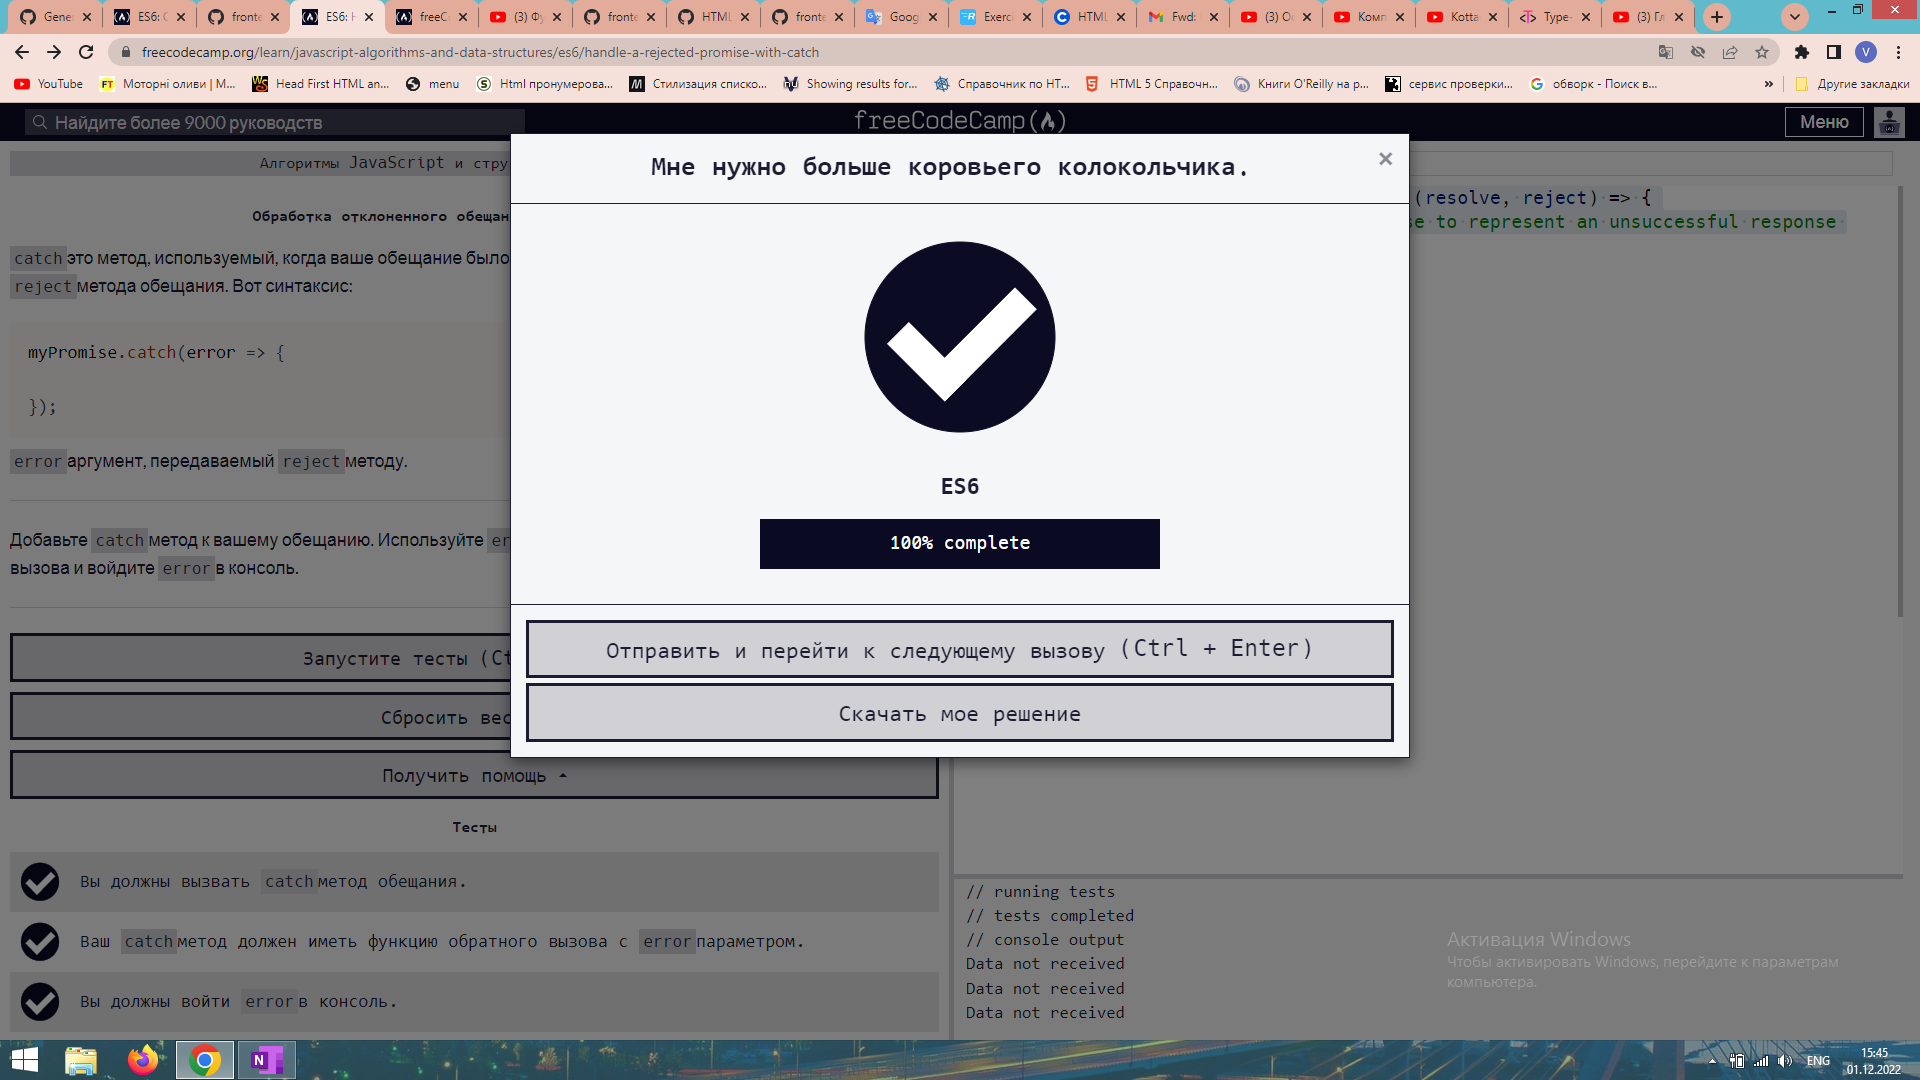 Gener
ES6: C
fronte
ES6: H
freeCo
(3) Фу
fronte
HTML
fronte
Goog
Exerci
HTML
Fwd:
(3) Ос
Комп
Kotta
Type-
(3) Гл
freecodecamp.org/learn/javascript-algorithms-and-data-structures/es6/handle-a-rejected-promise-with-catch
V
YouTube
Моторні оливи | М...
Head First HTML an...
menu
Html пронумерова...
Стилизация списко...
Showing results for...
Справочник по HT...
HTML 5 Справочн...
Книги O'Reilly на р...
сервис проверки...
обворк - Поиск в...
»
Другие закладки
Найдите более 9000 руководств
freeCodeCamp(🔥)
Меню
Алгоритмы JavaScript и стру
Мне нужно больше коровьего колокольчика.
×
(resolve, reject) => {
se to represent an unsuccessful response
Обработка отклоненного обещан
catch это метод, используемый, когда ваше обещание было
reject метода обещания. Вот синтаксис:
myPromise.catch(error => {
});
error аргумент, передаваемый reject методу.
Добавьте catch метод к вашему обещанию. Используйте er
вызова и войдите error в консоль.
ES6
100% complete
Запустите тесты (Ct
Отправить и перейти к следующему вызову (Ctrl + Enter)
Сбросить вес
Скачать мое решение
Получить помощь
Тесты
Вы должны вызвать catch метод обещания.
Ваш catch метод должен иметь функцию обратного вызова с error параметром.
Вы должны войти error в консоль.
// running tests
// tests completed
// console output
Data not received
Data not received
Data not received
Активация Windows
Чтобы активировать Windows, перейдите к параметрам
компьютера.
ENG
15:45
01.12.2022